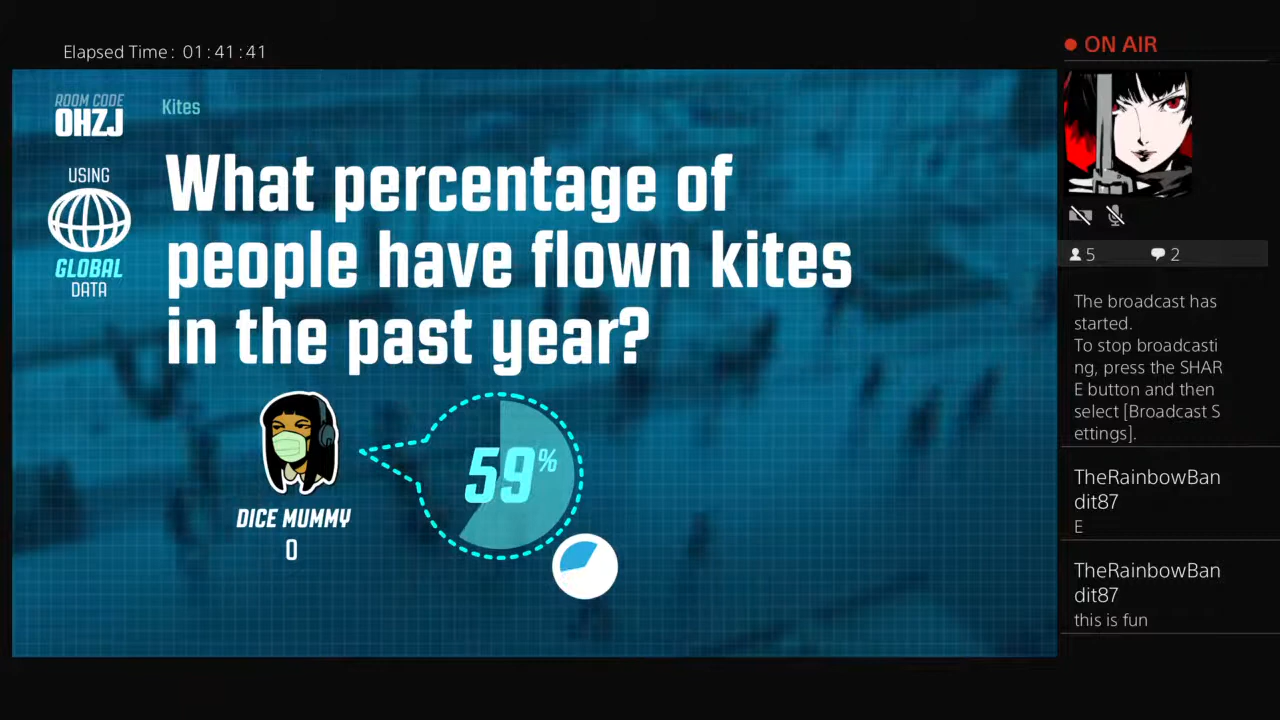 Elapsed Time: 01:41:41
ROOM CODE
OHZJ
USING
GLOBAL
DATA
Kites
What percentage of
people have flown kites
in the past year?
59%
DICE MUMMY
0
ON AIR
5
2
The broadcast has
started.
To stop broadcasti
ng, press the SHAR
E button and then
select [Broadcast S
ettings].
TheRainbowBan
dit87
E
TheRainbowBan
dit87
this is fun